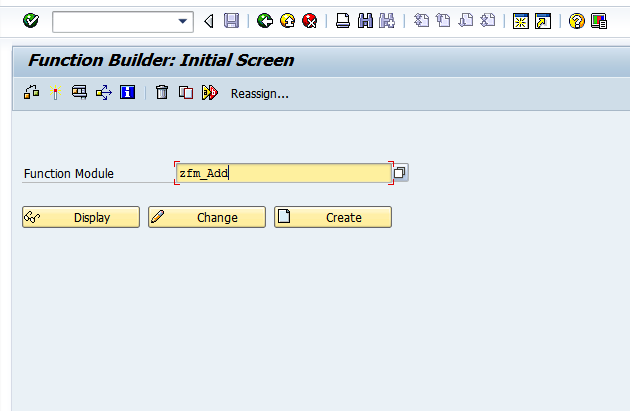 Function Builder: Initial Screen
Reassign...
Function Module zfm_Add
Display Change Create